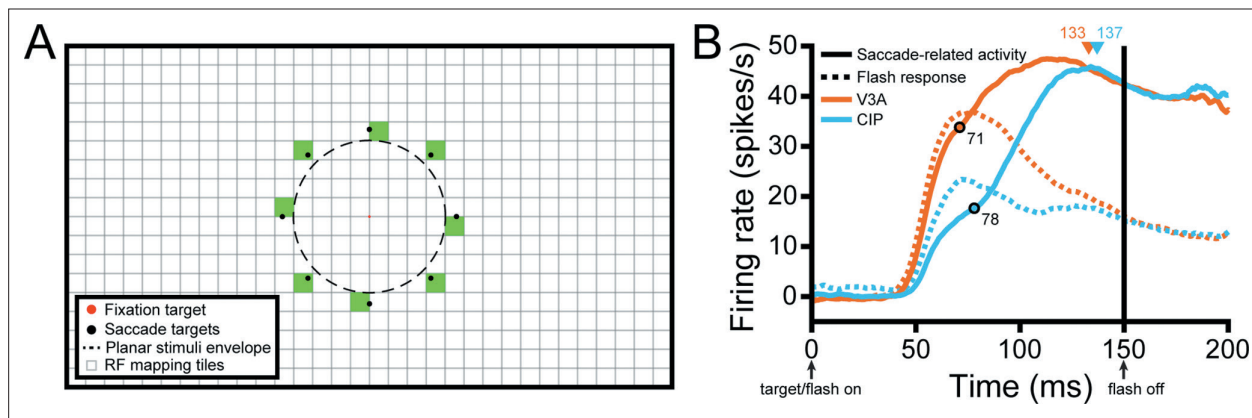 A
Fixation target
Saccade targets
Planar stimuli envelope
RF mapping tiles
B
133 137
Saccade-related activity
Flash response
V3A
CIP
71
78
Firing rate (spikes/s)
50
40
30
20
10
0
0 50 100 150 200
target/flash on Time (ms) flash off